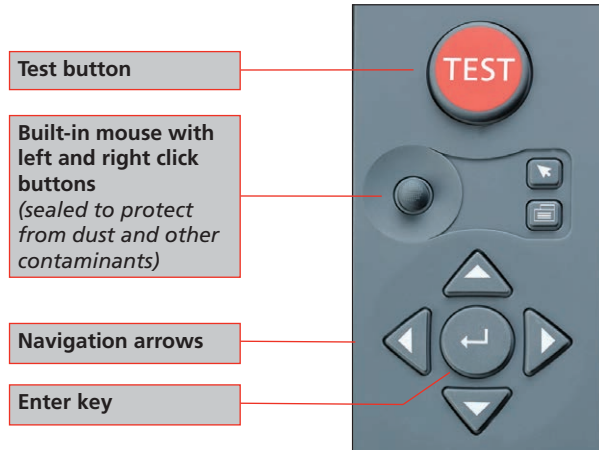 Test button
TEST
Built-in mouse with
left and right click
buttons
(sealed to protect
from dust and other
contaminants)
Navigation arrows
Enter key